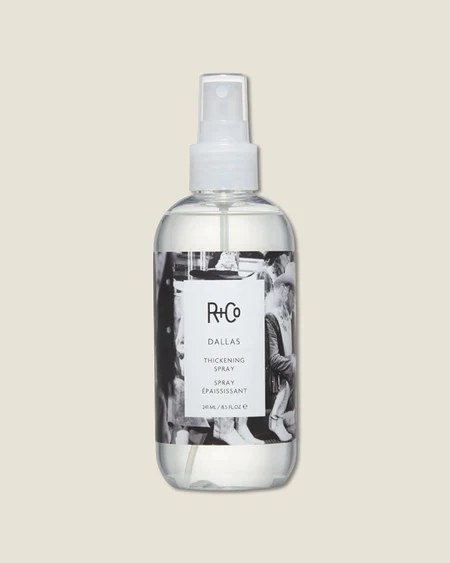 R+Co
DALLAS
THICKENING
SPRAY
SPRAY
ÉPAISSISSANT
241 ML / 8.5 FL.OZ ℮